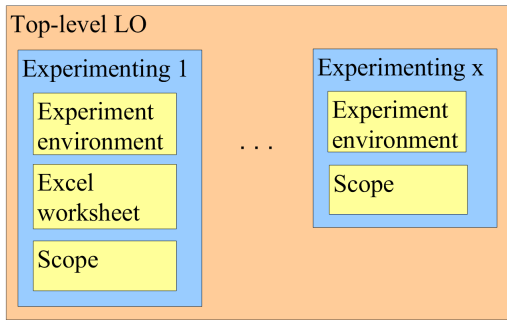 Top-level LO
Experimenting 1
Experiment
environment
Excel
worksheet
Scope
. . .
Experimenting x
Experiment
environment
Scope